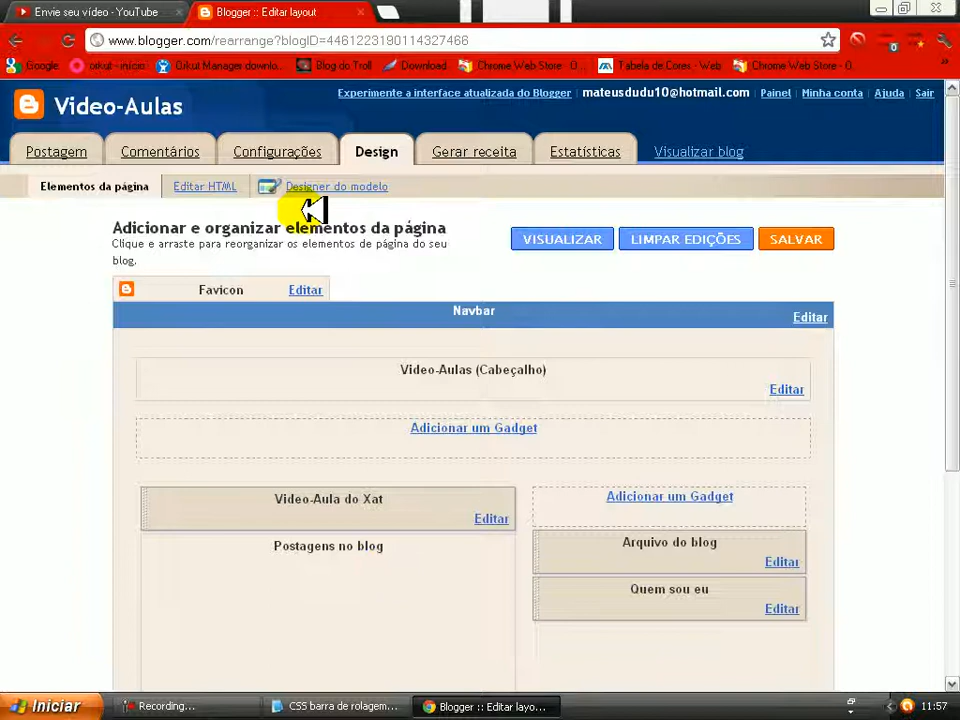 Envie seu vídeo - YouTube
Blogger :: Editar layout
www.blogger.com/rearrange?blogID=4461223190114327466
Google
orkut - início
Orkut Manager downlo...
Blog do Troll
Download
Chrome Web Store - O...
Tabela de Cores - Web
Chrome Web Store - O...
Video-Aulas
Experimente a interface atualizada do Blogger
mateusdudu10@hotmail.com
Painel
Minha conta
Ajuda
Sair
Postagem
Comentários
Configurações
Design
Gerar receita
Estatísticas
Visualizar blog
Elementos da página
Editar HTML
Designer do modelo
Adicionar e organizar elementos da página
Clique e arraste para reorganizar os elementos de página do seu
blog.
VISUALIZAR
LIMPAR EDIÇÕES
SALVAR
Favicon
Editar
Navbar
Editar
Video-Aulas (Cabeçalho)
Editar
Adicionar um Gadget
Video-Aula do Xat
Editar
Postagens no blog
Adicionar um Gadget
Arquivo do blog
Editar
Quem sou eu
Editar
Iniciar
Recording...
CSS barra de rolagem...
Blogger :: Editar layo...
11:57